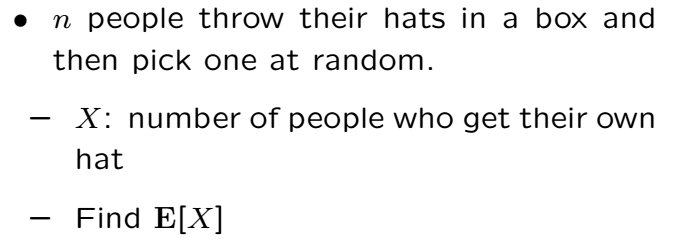 • n people throw their hats in a box and
then pick one at random.
– X: number of people who get their own
hat
– Find E[X]